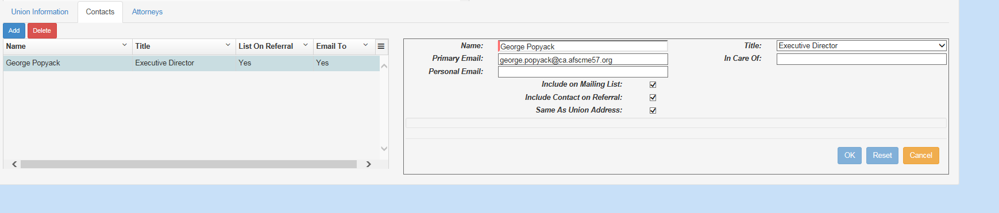 Union Information Contacts Attorneys
Add Delete
Name Title List On Referral Email To
George Popyack Executive Director Yes Yes
Name: George Popyack Title: Executive Director
Primary Email: george.popyack@ca.afscme57.org In Care Of:
Personal Email:
Include on Mailing List:
Include Contact on Referral:
Same As Union Address:
OK Reset Cancel